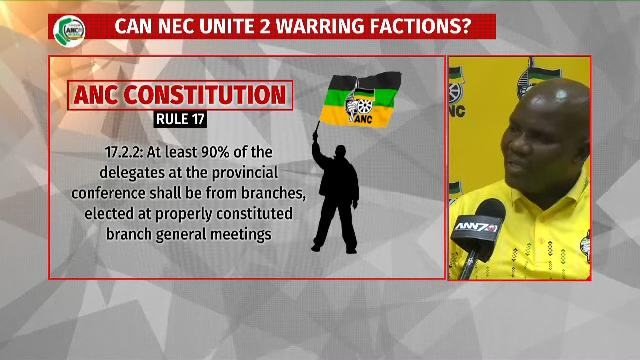 CAN NEC UNITE 2 WARRING FACTIONS?
ANC CONSTITUTION
RULE 17
17.2.2: At least 90% of the
delegates at the provincial
conference shall be from branches,
elected at properly constituted
branch general meetings
ANC
ANC
ANN7